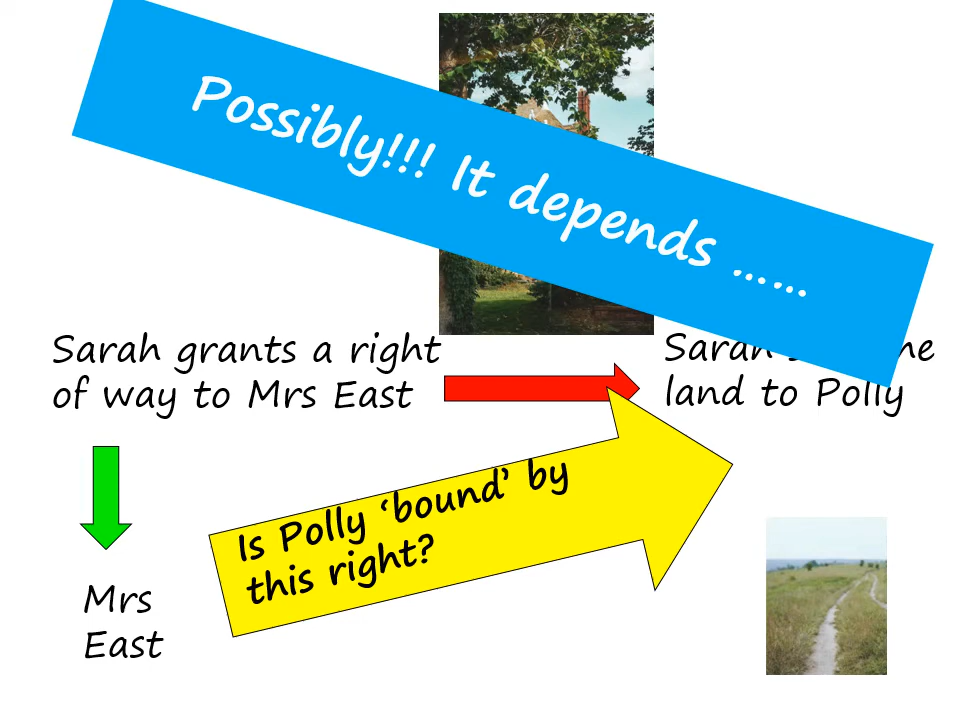 Possibly!!! It depends ......
Sarah grants a right
of way to Mrs East
Sarah
land to Polly
Is Polly ‘bound’ by
this right?
Mrs
East